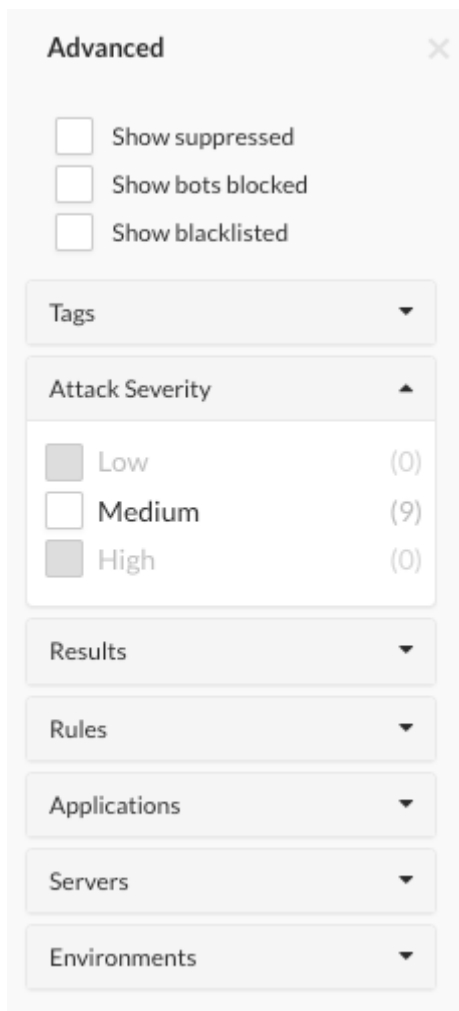 Advanced
Show suppressed
Show bots blocked
Show blacklisted
Tags
Attack Severity
Low (0)
Medium (9)
High (0)
Results
Rules
Applications
Servers
Environments